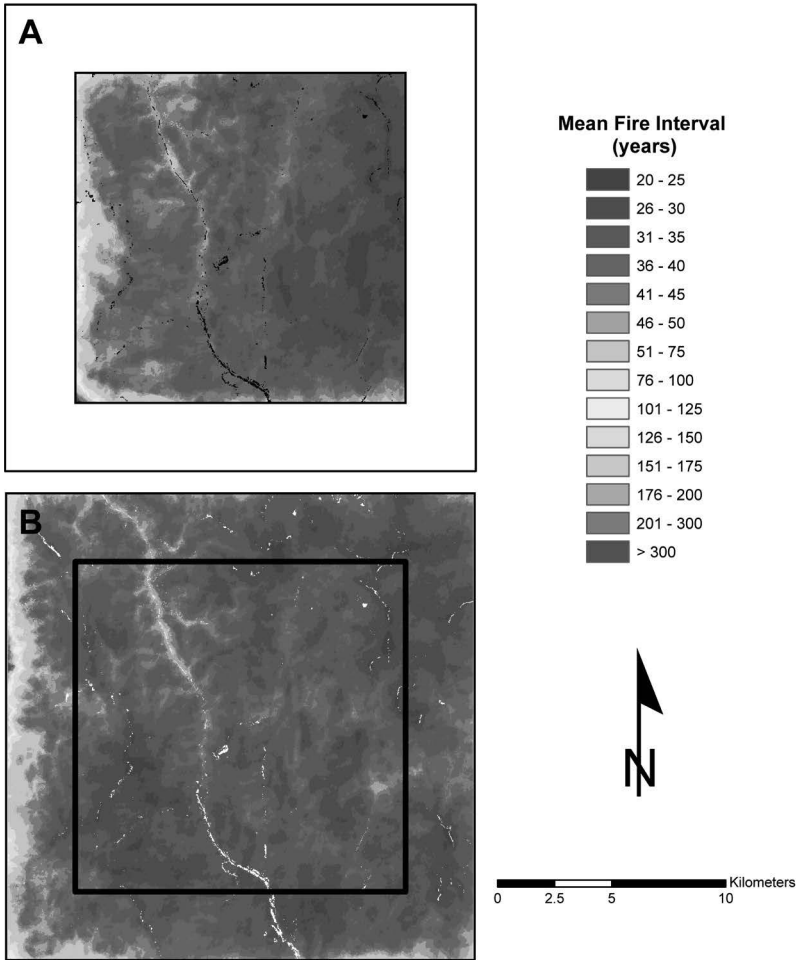 A
B
Mean Fire Interval
(years)
20 - 25
26 - 30
31 - 35
36 - 40
41 - 45
46 - 50
51 - 75
76 - 100
101 - 125
126 - 150
151 - 175
176 - 200
201 - 300
> 300
N
Kilometers
0 2.5 5 10